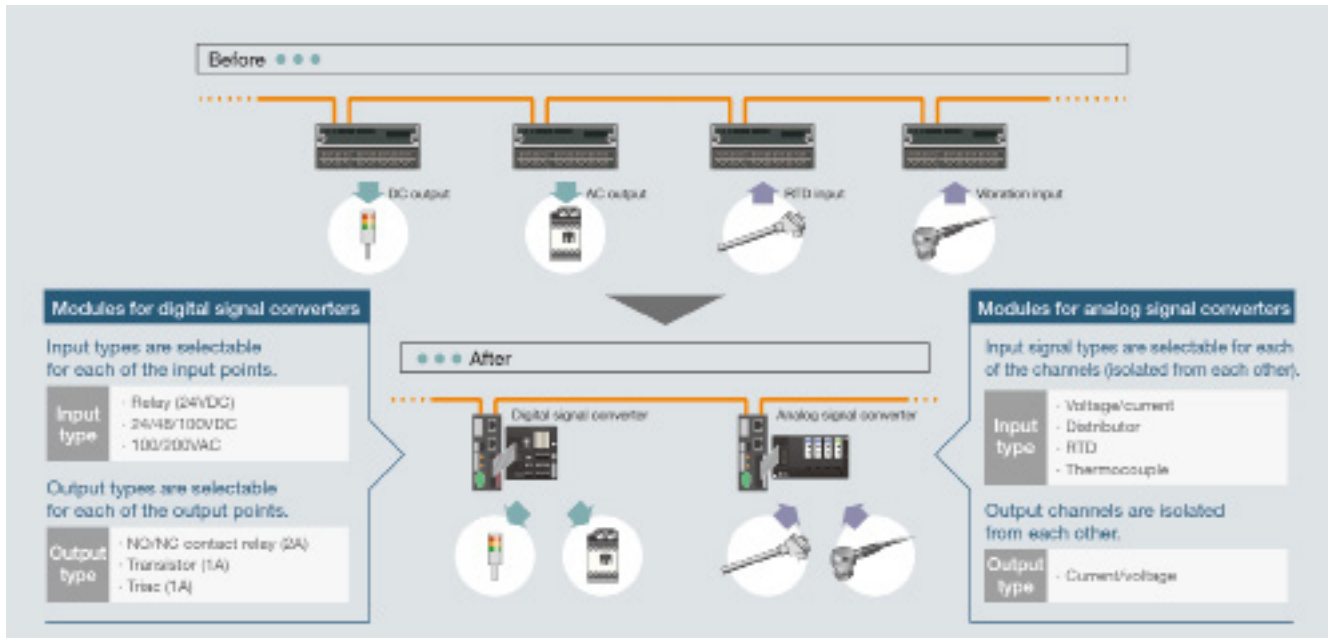 Before
DC output
AC output
RTD input
Vibration input
Modules for digital signal converters
Input types are selectable
for each of the input points.
Input
type
· Relay (24VDC)
· 24/48/100VDC
· 100/200VAC
Output types are selectable
for each of the output points.
Output
type
· NO/NC contact relay (2A)
· Transistor (1A)
· Triac (1A)
After
Digital signal converter
Analog signal converter
Modules for analog signal converters
Input signal types are selectable for each
of the channels (isolated from each other).
Input
type
· Voltage/current
· Distributor
· RTD
· Thermocouple
Output channels are isolated
from each other.
Output
type
· Current/voltage